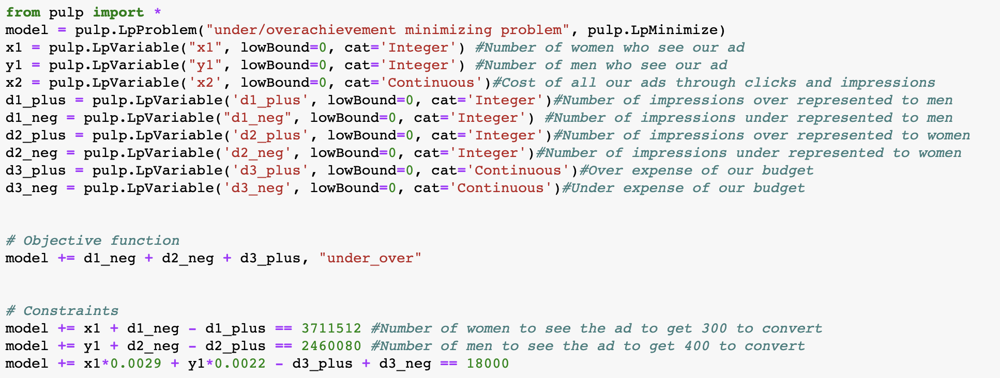 from pulp import *
model = pulp.LpProblem("under/overachievement minimizing problem", pulp.LpMinimize)
x1 = pulp.LpVariable("x1", lowBound=0, cat='Integer') #Number of women who see our ad
y1 = pulp.LpVariable("y1", lowBound=0, cat='Integer') #Number of men who see our ad
x2 = pulp.LpVariable('x2', lowBound=0, cat='Continuous')#Cost of all our ads through clicks and impressions
d1_plus = pulp.LpVariable('d1_plus', lowBound=0, cat='Integer')#Number of impressions over represented to men
d1_neg = pulp.LpVariable("d1_neg", lowBound=0, cat='Integer') #Number of impressions under represented to men
d2_plus = pulp.LpVariable('d2_plus', lowBound=0, cat='Integer')#Number of impressions over represented to women
d2_neg = pulp.LpVariable('d2_neg', lowBound=0, cat='Integer')#Number of impressions under represented to women
d3_plus = pulp.LpVariable('d3_plus', lowBound=0, cat='Continuous')#Over expense of our budget
d3_neg = pulp.LpVariable('d3_neg', lowBound=0, cat='Continuous')#Under expense of our budget
# Objective function
model += d1_neg + d2_neg + d3_plus, "under_over"
# Constraints
model += x1 + d1_neg - d1_plus == 3711512 #Number of women to see the ad to get 300 to convert
model += y1 + d2_neg - d2_plus == 2460080 #Number of men to see the ad to get 400 to convert
model += x1*0.0029 + y1*0.0022 - d3_plus + d3_neg == 18000